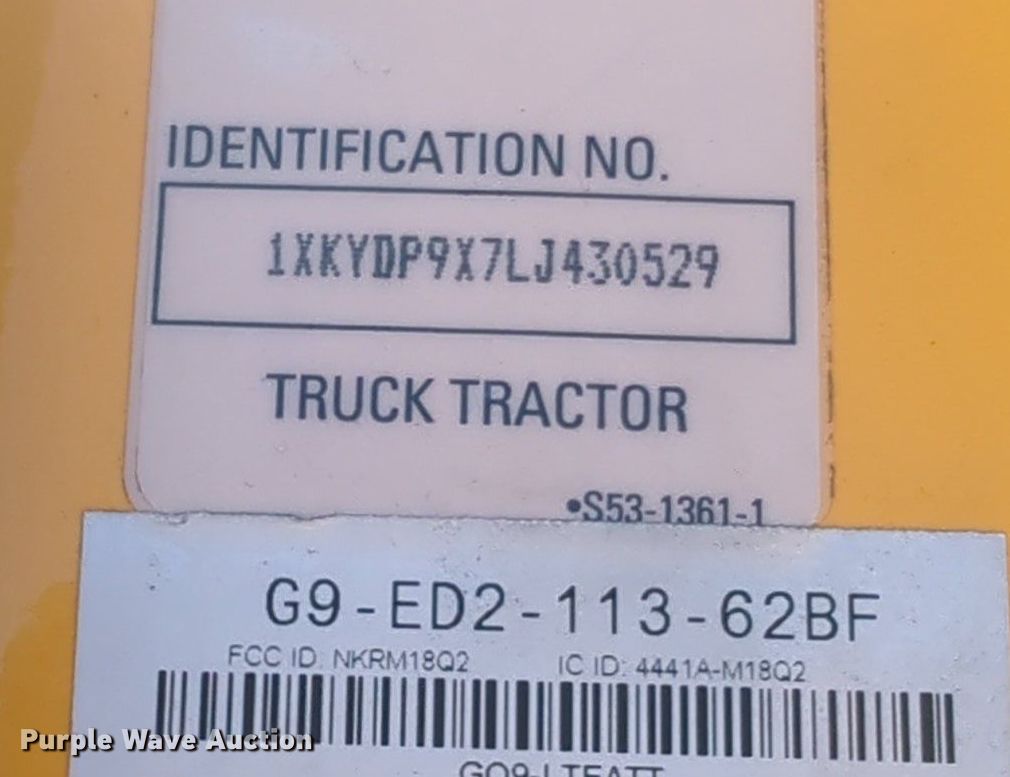 IDENTIFICATION NO.
1XKYDP9X7LJ430529
TRUCK TRACTOR
•S53-1361-1
G9-ED2-113-62BF
FCC ID: NKRM18Q2 IC ID: 4441A-M18Q2
Purple Wave Auction